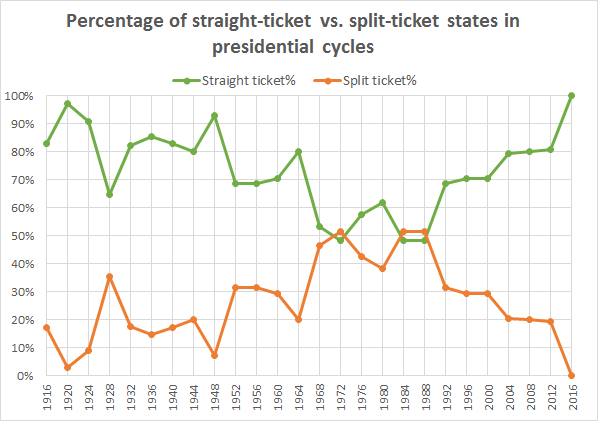 Percentage of straight-ticket vs. split-ticket states in
presidential cycles
Straight ticket% Split ticket%
100%
90%
80%
70%
60%
50%
40%
30%
20%
10%
0%
1916 1920 1924 1928 1932 1936 1940 1944 1948 1952 1956 1960 1964 1968 1972 1976 1980 1984 1988 1992 1996 2000 2004 2008 2012 2016